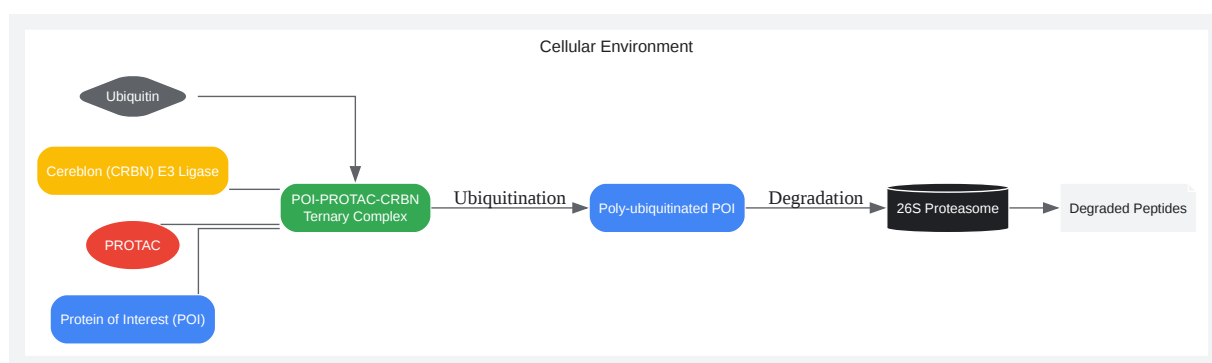 Cellular Environment
Ubiquitin
Cereblon (CRBN) E3 Ligase
POI-PROTAC-CRBN
Ternary Complex
Ubiquitination
Poly-ubiquitinated POI
Degradation
26S Proteasome
Degraded Peptides
PROTAC
Protein of Interest (POI)